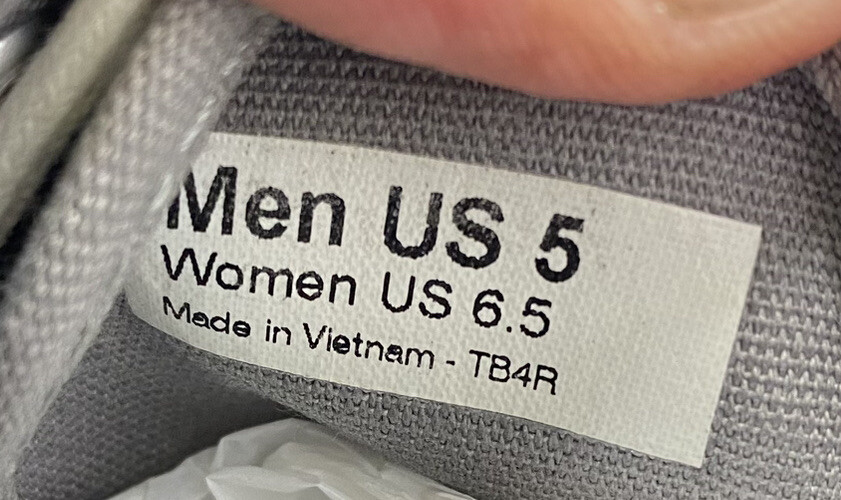 Men US 5
Women US 6.5
Made in Vietnam - TB4R